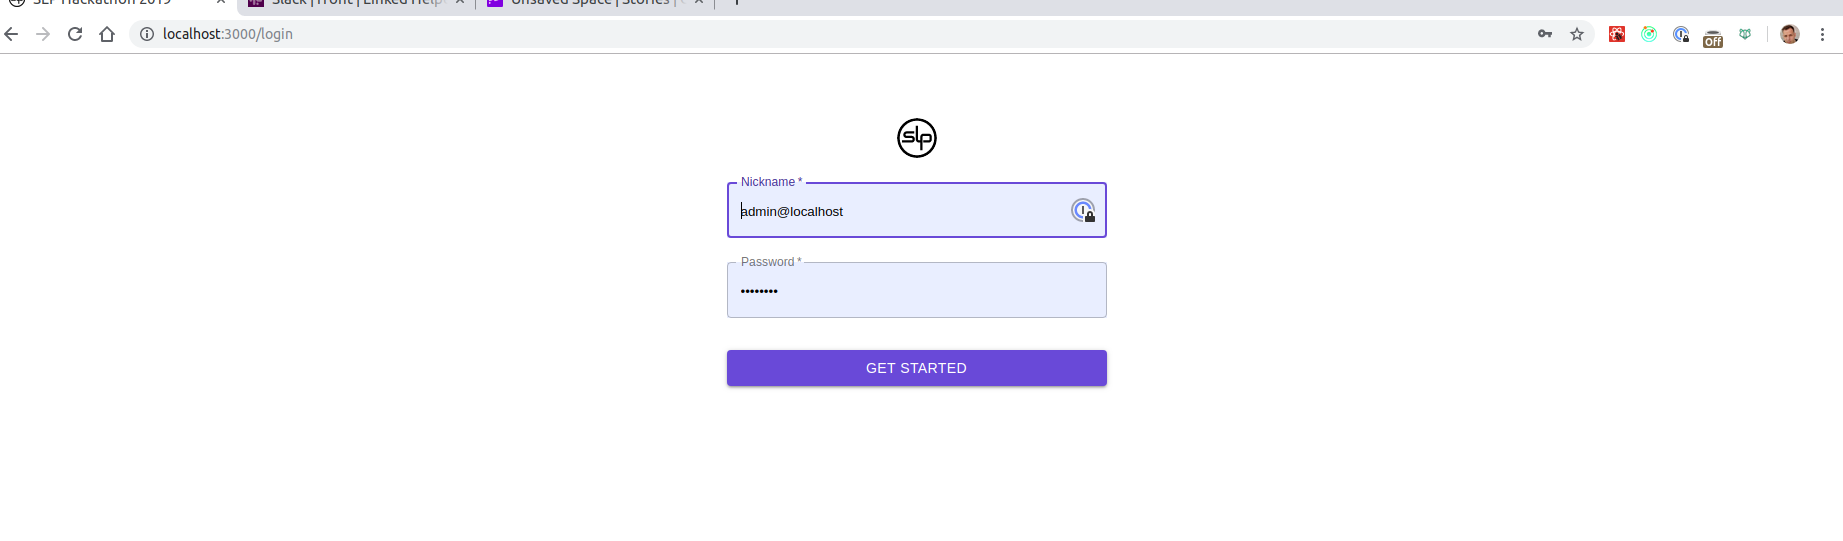 SLP Hackathon 2019 Slack | front | Linked Help Unsaved Space | Stories |
localhost:3000/login
Off
slp
Nickname *
admin@localhost
Password *
••••••••
GET STARTED